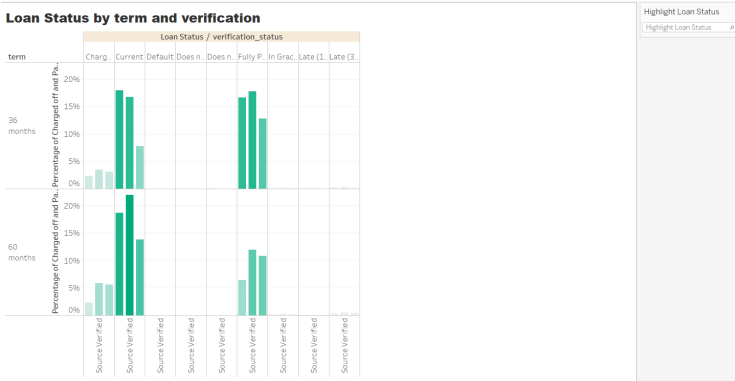 Loan Status by term and verification
Highlight Loan Status
Highlight Loan Status
Loan Status / verification_status
term
Charg.. Current Default Does n.. Does n.. Fully P.. In Grac.. Late (1.. Late (3..
36
months
Percentage of Charged off and Pa..
20%
15%
10%
5%
0%
60
months
Percentage of Charged off and Pa..
20%
15%
10%
5%
0%
Source Verified Source Verified Source Verified Source Verified Source Verified Source Verified Source Verified Source Verified Source Verified